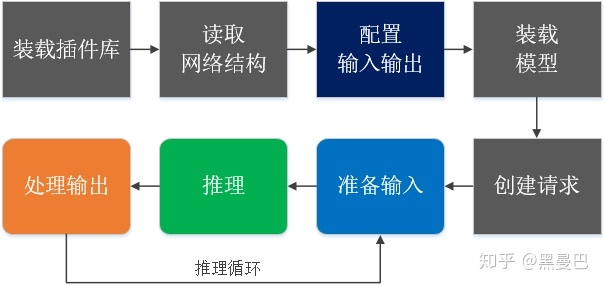 装载插件库
读取
网络结构
配置
输入输出
装载
模型
创建请求
准备输入
推理
处理输出
推理循环
知乎 @黑曼巴